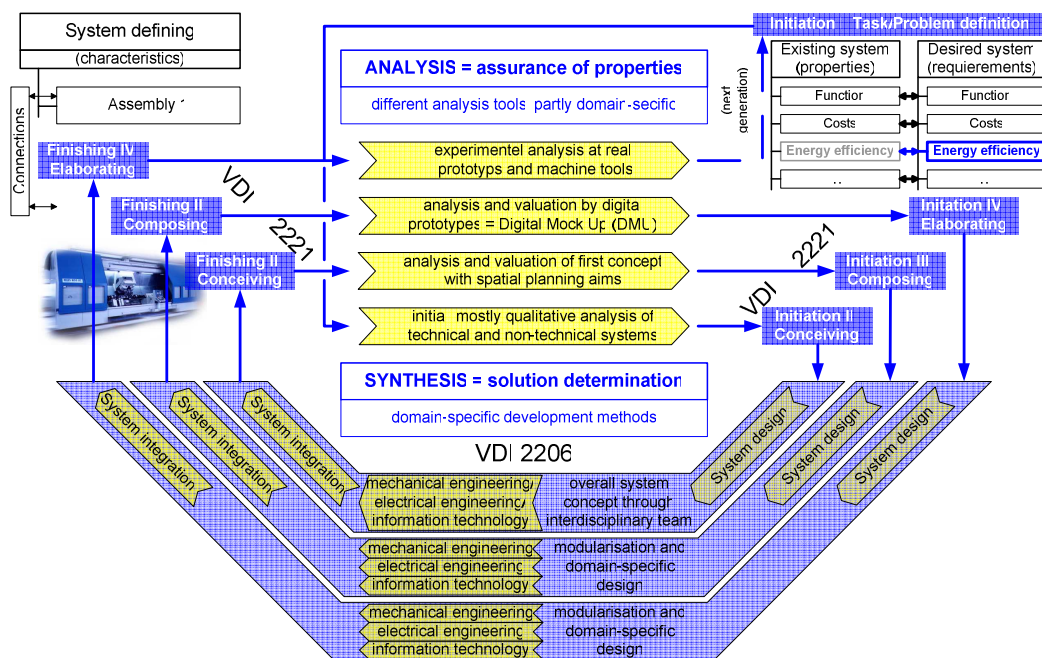 System defining
(characteristics)
Assembly 1
Connections
Initiation Task/Problem definition
Existing system
(properties)
Desired system
(requierements)
Function
Function
Costs
Costs
Energy efficiency
Energy efficiency
..
..
(next
generation)
ANALYSIS = assurance of properties
different analysis tools partly domain-secific
Finishing IV
Elaborating
experimentel analysis at real
prototyps and machine tools
VDI
2221
Finishing II
Composing
analysis and valuation by digita
prototypes = Digital Mock Up (DMU)
Initation IV
Elaborating
Finishing II
Conceiving
analysis and valuation of first concept
with spatial planning aims
2221
VDI
Initiation III
Composing
initia mostly qualitative analysis of
technical and non-technical systems
Initiation I
Conceiving
SYNTHESIS = solution determination
domain-specific development methods
VDI 2206
System integration
System integration
System integration
System design
System design
System design
mechanical engineering/
electrical engineering/
information technology
overall system
concept through
interdisciplinary team
mechanical engineering
electrical engineering
information technology
modularisation and
domain-specific
design
mechanical engineering
electrical engineering
information technology
modularisation and
domain-specific
design